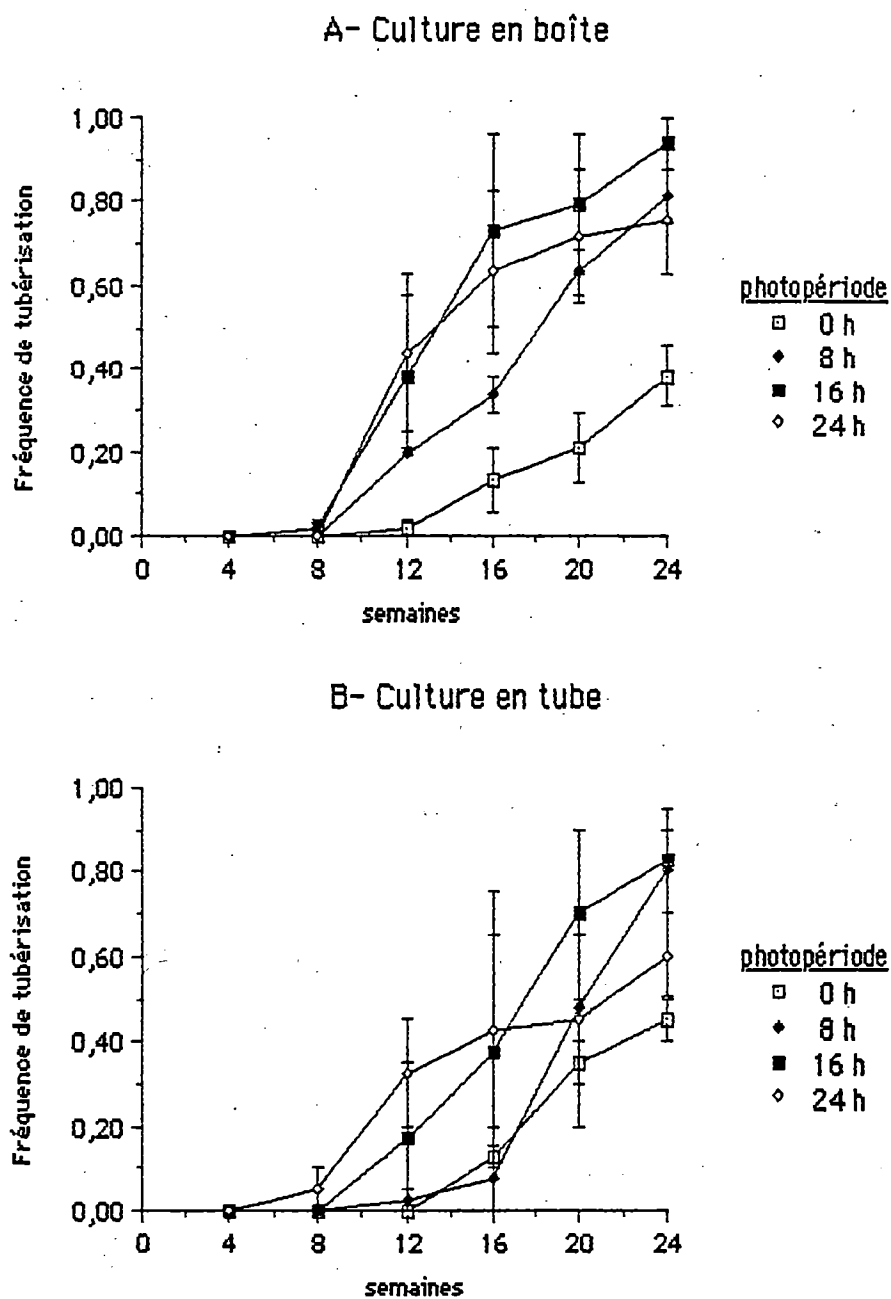 A- Culture en boîte
1,00
0,80
0,60
0,40
0,20
0,00
Fréquence de tubérisation
0 4 8 12 16 20 24
semaines
photopériode
0 h
8 h
16 h
24 h
B- Culture en tube
1,00
0,80
0,60
0,40
0,20
0,00
Fréquence de tubérisation
0 4 8 12 16 20 24
semaines
photopériode
0 h
8 h
16 h
24 h